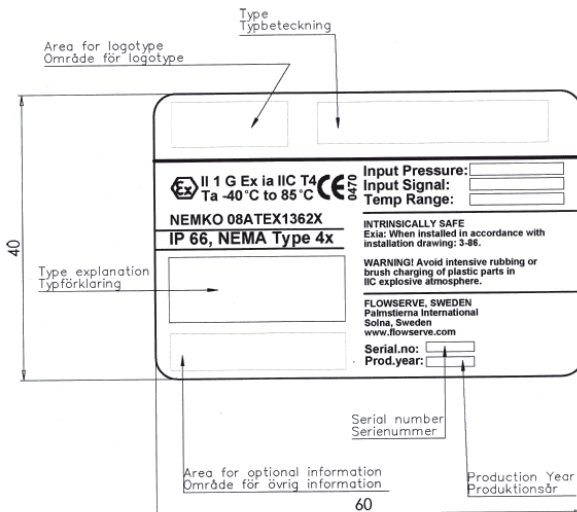 Type
Typbeteckning
Area for logotype
Område för logotype
II 1 G Ex ia IIC T4
Ta -40°C to 85°C
Ex
CE
0470
Input Pressure:
Input Signal:
Temp Range:
NEMKO 08ATEX1362X
IP 66, NEMA Type 4x
INTRINSICALLY SAFE
Exia: When installed in accordance with
installation drawing: 3-86.
WARNING! Avoid intensive rubbing or
brush charging of plastic parts in
IIC explosive atmosphere.
40
Type explanation
Typförklaring
FLOWSERVE, SWEDEN
Palmstierna International
Solna, Sweden
www.flowserve.com
Serial.no:
Prod.year:
Serial number
Serienummer
Area for optional information
Område för övrig information
Production Year
Produktionsår
60